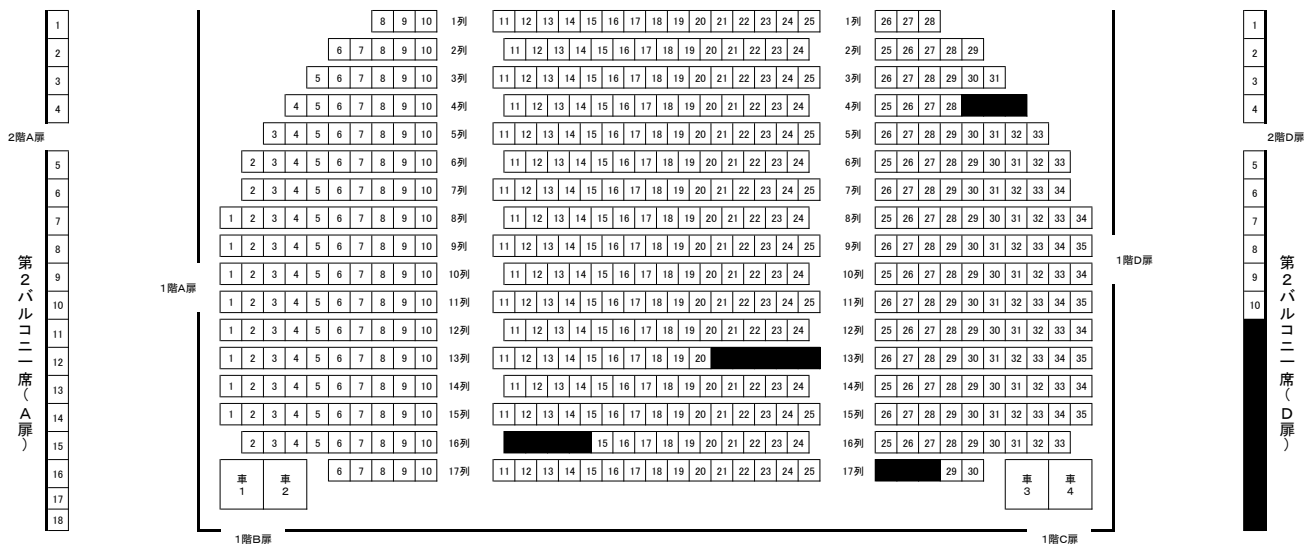 1
2
3
4
2階A扉
5
6
7
8
9
10
11
12
13
14
15
16
17
18
第2バルコニー席(A扉)
8 9 10 1列 11 12 13 14 15 16 17 18 19 20 21 22 23 24 25 1列 26 27 28
6 7 8 9 10 2列 11 12 13 14 15 16 17 18 19 20 21 22 23 24 2列 25 26 27 28 29
5 6 7 8 9 10 3列 11 12 13 14 15 16 17 18 19 20 21 22 23 24 25 3列 26 27 28 29 30 31
4 5 6 7 8 9 10 4列 11 12 13 14 15 16 17 18 19 20 21 22 23 24 4列 25 26 27 28
3 4 5 6 7 8 9 10 5列 11 12 13 14 15 16 17 18 19 20 21 22 23 24 25 5列 26 27 28 29 30 31 32 33
2 3 4 5 6 7 8 9 10 6列 11 12 13 14 15 16 17 18 19 20 21 22 23 24 6列 25 26 27 28 29 30 31 32 33
2 3 4 5 6 7 8 9 10 7列 11 12 13 14 15 16 17 18 19 20 21 22 23 24 25 7列 26 27 28 29 30 31 32 33 34
1 2 3 4 5 6 7 8 9 10 8列 11 12 13 14 15 16 17 18 19 20 21 22 23 24 8列 25 26 27 28 29 30 31 32 33 34
1 2 3 4 5 6 7 8 9 10 9列 11 12 13 14 15 16 17 18 19 20 21 22 23 24 25 9列 26 27 28 29 30 31 32 33 34 35
1 2 3 4 5 6 7 8 9 10 10列 11 12 13 14 15 16 17 18 19 20 21 22 23 24 10列 25 26 27 28 29 30 31 32 33 34
1 2 3 4 5 6 7 8 9 10 11列 11 12 13 14 15 16 17 18 19 20 21 22 23 24 25 11列 26 27 28 29 30 31 32 33 34 35
1 2 3 4 5 6 7 8 9 10 12列 11 12 13 14 15 16 17 18 19 20 21 22 23 24 12列 25 26 27 28 29 30 31 32 33 34
1 2 3 4 5 6 7 8 9 10 13列 11 12 13 14 15 16 17 18 19 20 13列 26 27 28 29 30 31 32 33 34 35
1 2 3 4 5 6 7 8 9 10 14列 11 12 13 14 15 16 17 18 19 20 21 22 23 24 14列 25 26 27 28 29 30 31 32 33 34
1 2 3 4 5 6 7 8 9 10 15列 11 12 13 14 15 16 17 18 19 20 21 22 23 24 25 15列 26 27 28 29 30 31 32 33 34 35
2 3 4 5 6 7 8 9 10 16列 15 16 17 18 19 20 21 22 23 24 16列 25 26 27 28 29 30 31 32 33
車1 車2 6 7 8 9 10 17列 11 12 13 14 15 16 17 18 19 20 21 22 23 24 25 17列 29 30 車3 車4
1階A扉
1階D扉
1階B扉
1階C扉
1
2
3
4
2階D扉
5
6
7
8
9
10
第2バルコニー席(D扉)